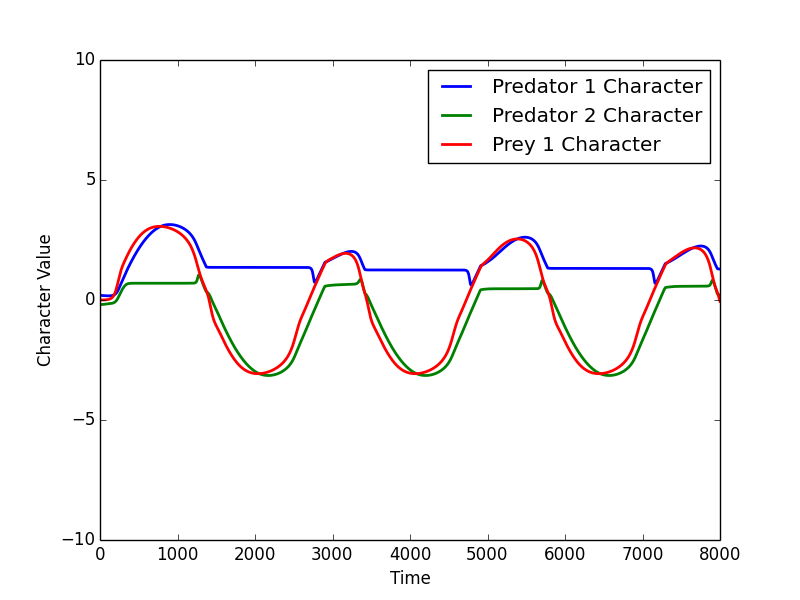 10
Predator 1 Character
Predator 2 Character
Prey 1 Character
5
Character Value
0
−5
−10
0 1000 2000 3000 4000 5000 6000 7000 8000
Time